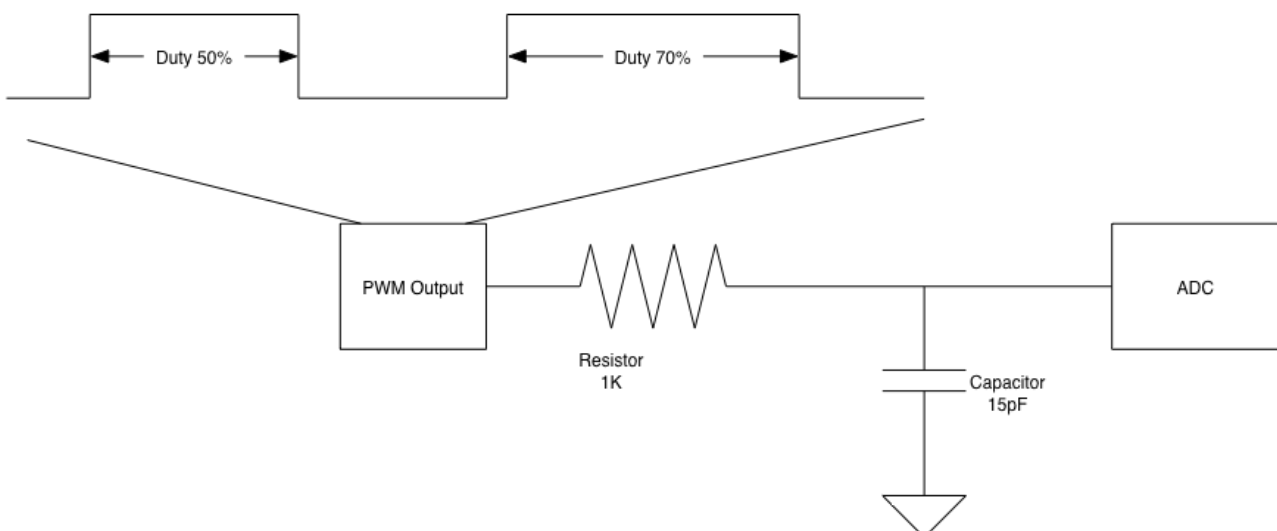 Duty 50%
Duty 70%
PWM Output
ADC
Resistor
1K
Capacitor
15pF